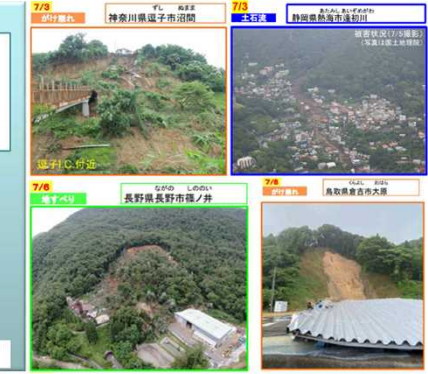 7/3
がけ崩れ
ずし ぬまま
神奈川県逗子市沼間
逗子I.C.付近
7/3
土石流
あたみし あいぞめがわ
静岡県熱海市逢初川
被害状況(7/5撮影)
(写真は国土地理院)
7/6
地すべり
ながの しののい
長野県長野市篠ノ井
7/8
がけ崩れ
くらよし おはら
鳥取県倉吉市大原